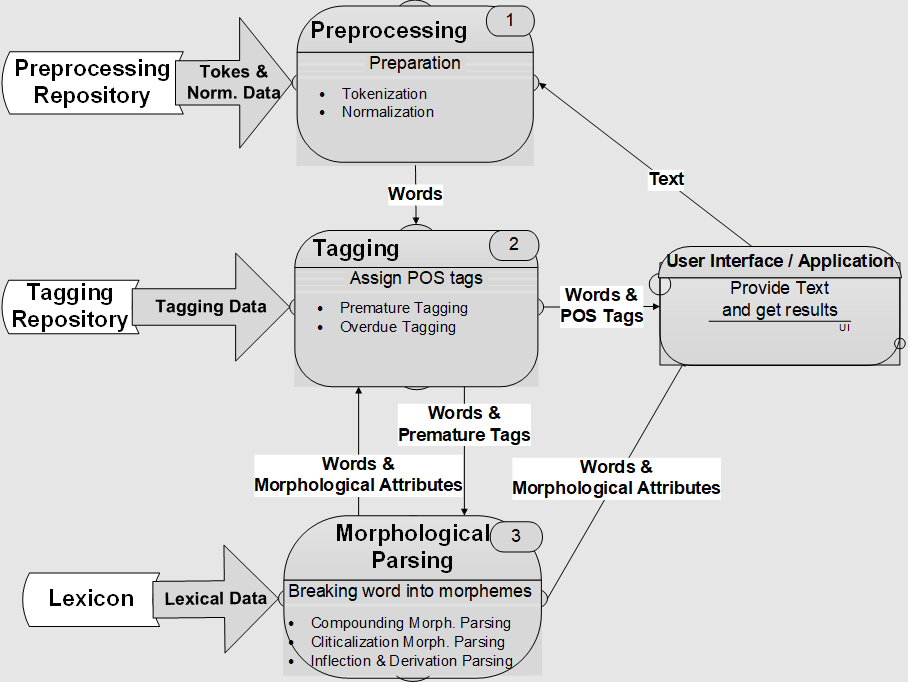 Preprocessing
1
Preparation
• Tokenization
• Normalization
Preprocessing
Repository
Tokes &
Norm. Data
Words
Text
Tagging
2
Assign POS tags
• Premature Tagging
• Overdue Tagging
Tagging
Repository
Tagging Data
Words &
POS Tags
User Interface / Application
Provide Text
and get results
UI
Words &
Premature Tags
Words &
Morphological Attributes
Words &
Morphological Attributes
Morphological
Parsing
3
Breaking word into morphemes
• Compounding Morph. Parsing
• Cliticalization Morph. Parsing
• Inflection & Derivation Parsing
Lexicon
Lexical Data